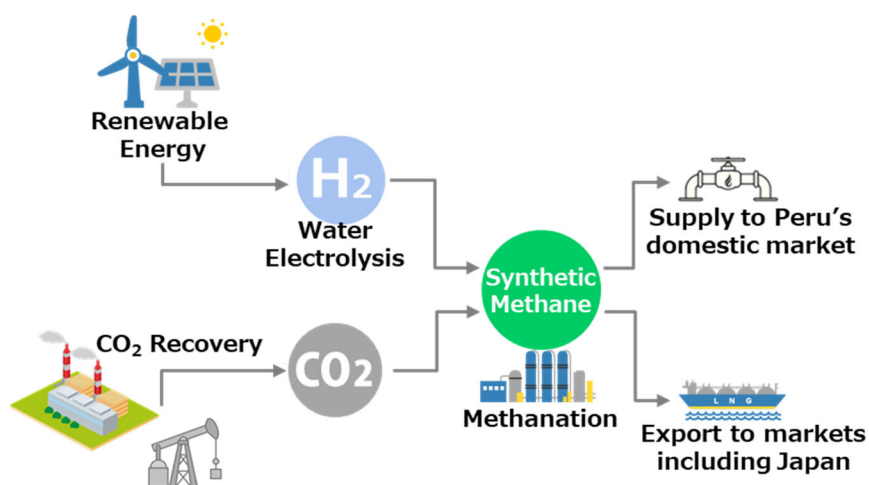 Renewable
Energy
H₂
Water
Electrolysis
CO₂ Recovery
CO₂
Synthetic
Methane
Methanation
Supply to Peru's
domestic market
L N G
Export to markets
including Japan